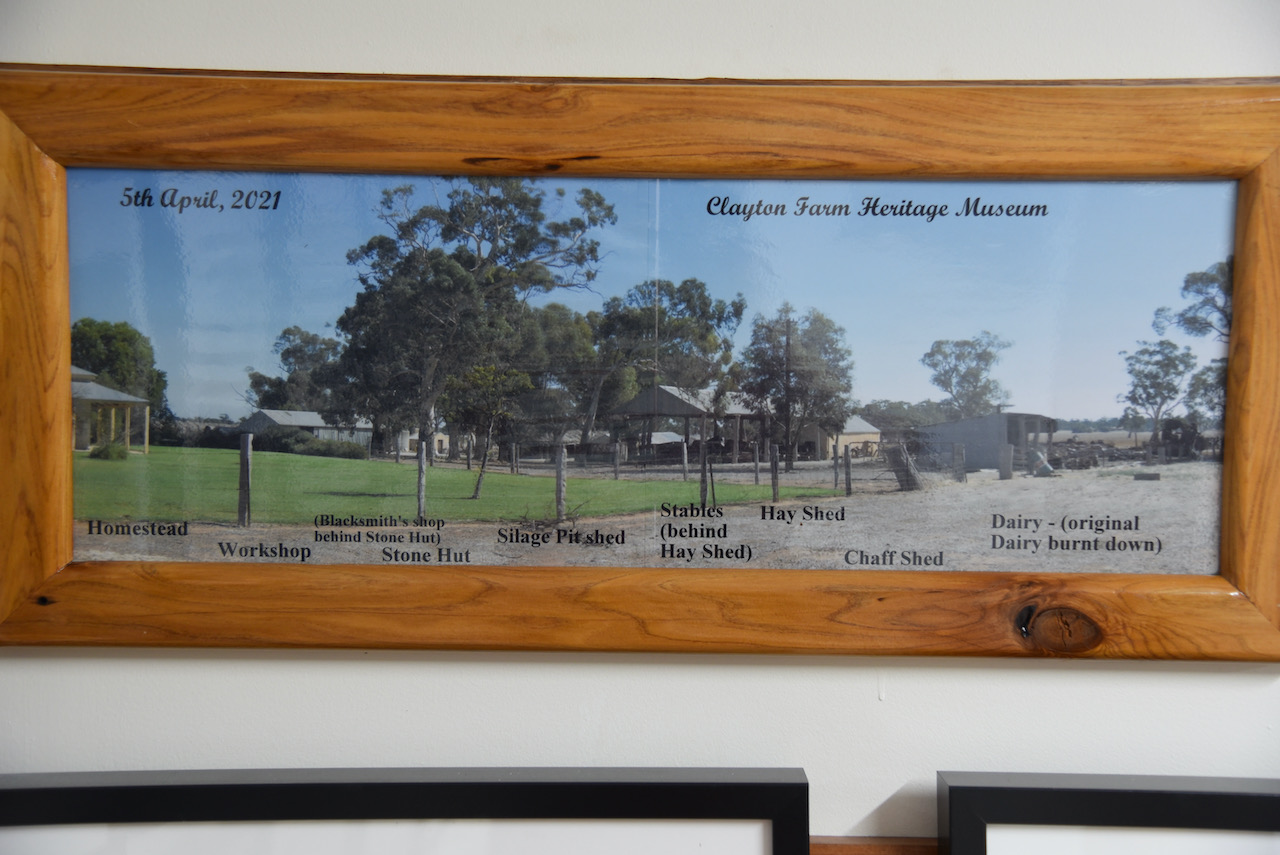 5th April, 2021
Clayton Farm Heritage Museum
Homestead
Workshop
(Blacksmith's shop
behind Stone Hut)
Stone Hut
Silage Pit shed
Stables
(behind
Hay Shed)
Hay Shed
Chaff Shed
Dairy - (original
Dairy burnt down)